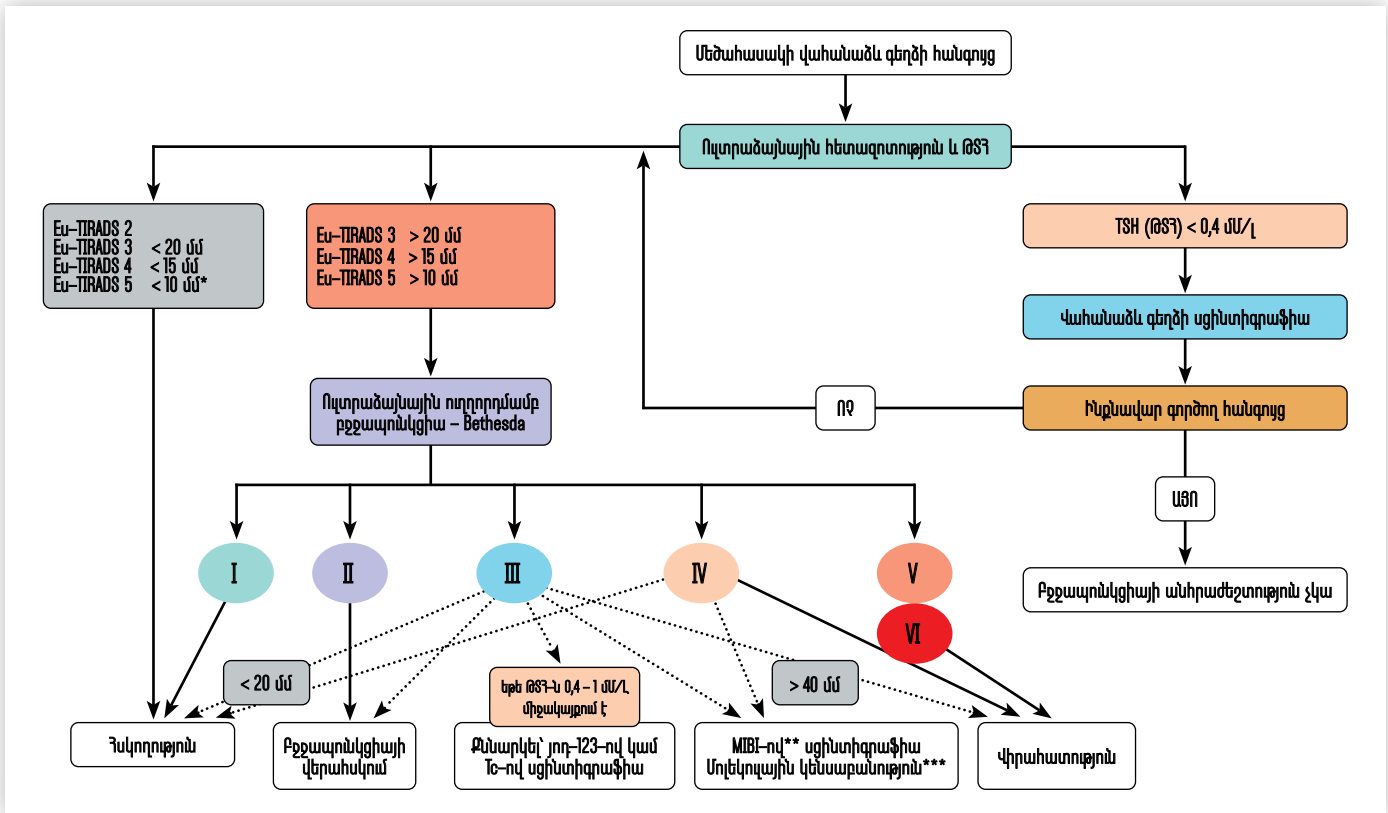 Մեծահասակի վահանաձև գեղձի հանգույց
Ուլտրաձայնային հետազոտություն և ԹՏՀ
Eu–TIRADS 2
Eu–TIRADS 3 < 20 մմ
Eu–TIRADS 4 < 15 մմ
Eu–TIRADS 5 < 10 մմ*
Eu–TIRADS 3 > 20 մմ
Eu–TIRADS 4 > 15 մմ
Eu–TIRADS 5 > 10 մմ
TSH (ԹՏՀ) < 0,4 մՄ/լ
Վահանաձև գեղձի սցինտիգրաֆիա
Ուլտրաձայնային ուղղորդմամբ
բջջապունկցիա – Bethesda
ՈՉ
Ինքնավար գործող հանգույց
ԱՅՈ
I
II
III
IV
V
VI
Բջջապունկցիայի անհրաժեշտություն չկա
< 20 մմ
եթե ԹՏՀ–ն 0,4 – 1 մՄ/Լ
միջակայքում է
> 40 մմ
Հսկողություն
Բջջապունկցիայի
վերահսկում
Քննարկել՝ յոդ–123–ով կամ
Tc–ով սցինտիգրաֆիա
MIBI–ով** սցինտիգրաֆիա
Մոլեկուլային կենսաբանություն***
Վիրահատություն